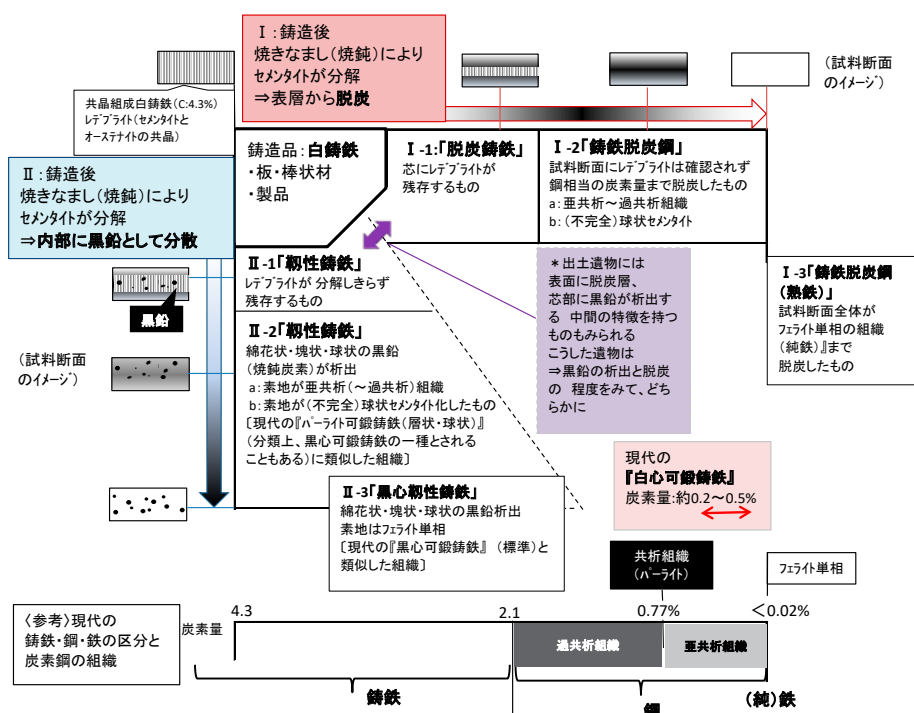 Ⅰ:鋳造後
焼きなまし(焼鈍)により
セメンタイトが分解
⇒表層から脱炭
(試料断面
のイメージ)
共晶組成白鋳鉄(C:4.3%)
レデブライト(セメンタイトと
オーステナイトの共晶)
Ⅱ:鋳造後
焼きなまし(焼鈍)により
セメンタイトが分解
⇒内部に黒鉛として分散
鋳造品:白鋳鉄
・板・棒状材
・製品
Ⅰ-1:「脱炭鋳鉄」
芯にレデブライトが
残存するもの
Ⅰ-2「鋳鉄脱炭鋼」
試料断面にレデブライトは確認されず
鋼相当の炭素量まで脱炭したもの
a:亜共析~過共析組織
b:(不完全)球状セメンタイト
Ⅰ-3「鋳鉄脱炭鋼
(熟鉄)」
試料断面全体が
フェライト単相の組織
(純鉄)』まで
脱炭したもの
Ⅱ-1「靭性鋳鉄」
レデブライトが 分解しきらず
残存するもの
黒鉛
Ⅱ-2「靭性鋳鉄」
綿花状・塊状・球状の黒鉛
(焼鈍炭素)が析出
a:素地が亜共析(~過共析)組織
b:素地が(不完全)球状セメンタイト化したもの
〔現代の『パーライト可鍛鋳鉄(層状・球状)』
(分類上、黒心可鍛鋳鉄の一種とされる
こともある)に類似した組織〕
(試料断面
のイメージ)
*出土遺物には
表面に脱炭層、
芯部に黒鉛が析出す
る 中間の特徴を持つ
ものもみられる
こうした遺物は
⇒黒鉛の析出と脱炭
の 程度をみて、どち
らかに
Ⅱ-3「黒心靭性鋳鉄」
綿花状・塊状・球状の黒鉛析出
素地はフェライト単相
〔現代の『黒心可鍛鋳鉄』 (標準)と
類似した組織〕
現代の
『白心可鍛鋳鉄』
炭素量:約0.2~0.5%
共析組織
(パーライト)
フェライト単相
〈参考〉現代の
鋳鉄・鋼・鉄の区分と
炭素鋼の組織
炭素量
4.3
2.1
0.77%
<0.02%
過共析組織
亜共析組織
鋳鉄
鋼
(純)鉄